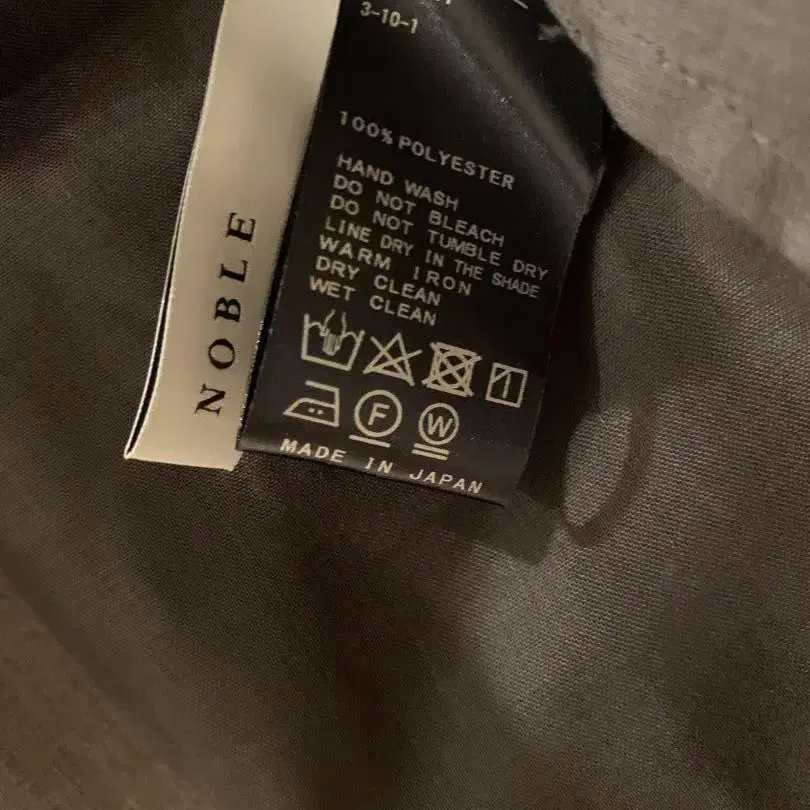 3-10-1
100% POLYESTER
HAND WASH
DO NOT BLEACH
DO NOT TUMBLE DRY
LINE DRY IN THE SHADE
WARM IRON
DRY CLEAN
WET CLEAN
F
W
MADE IN JAPAN
NOBLE